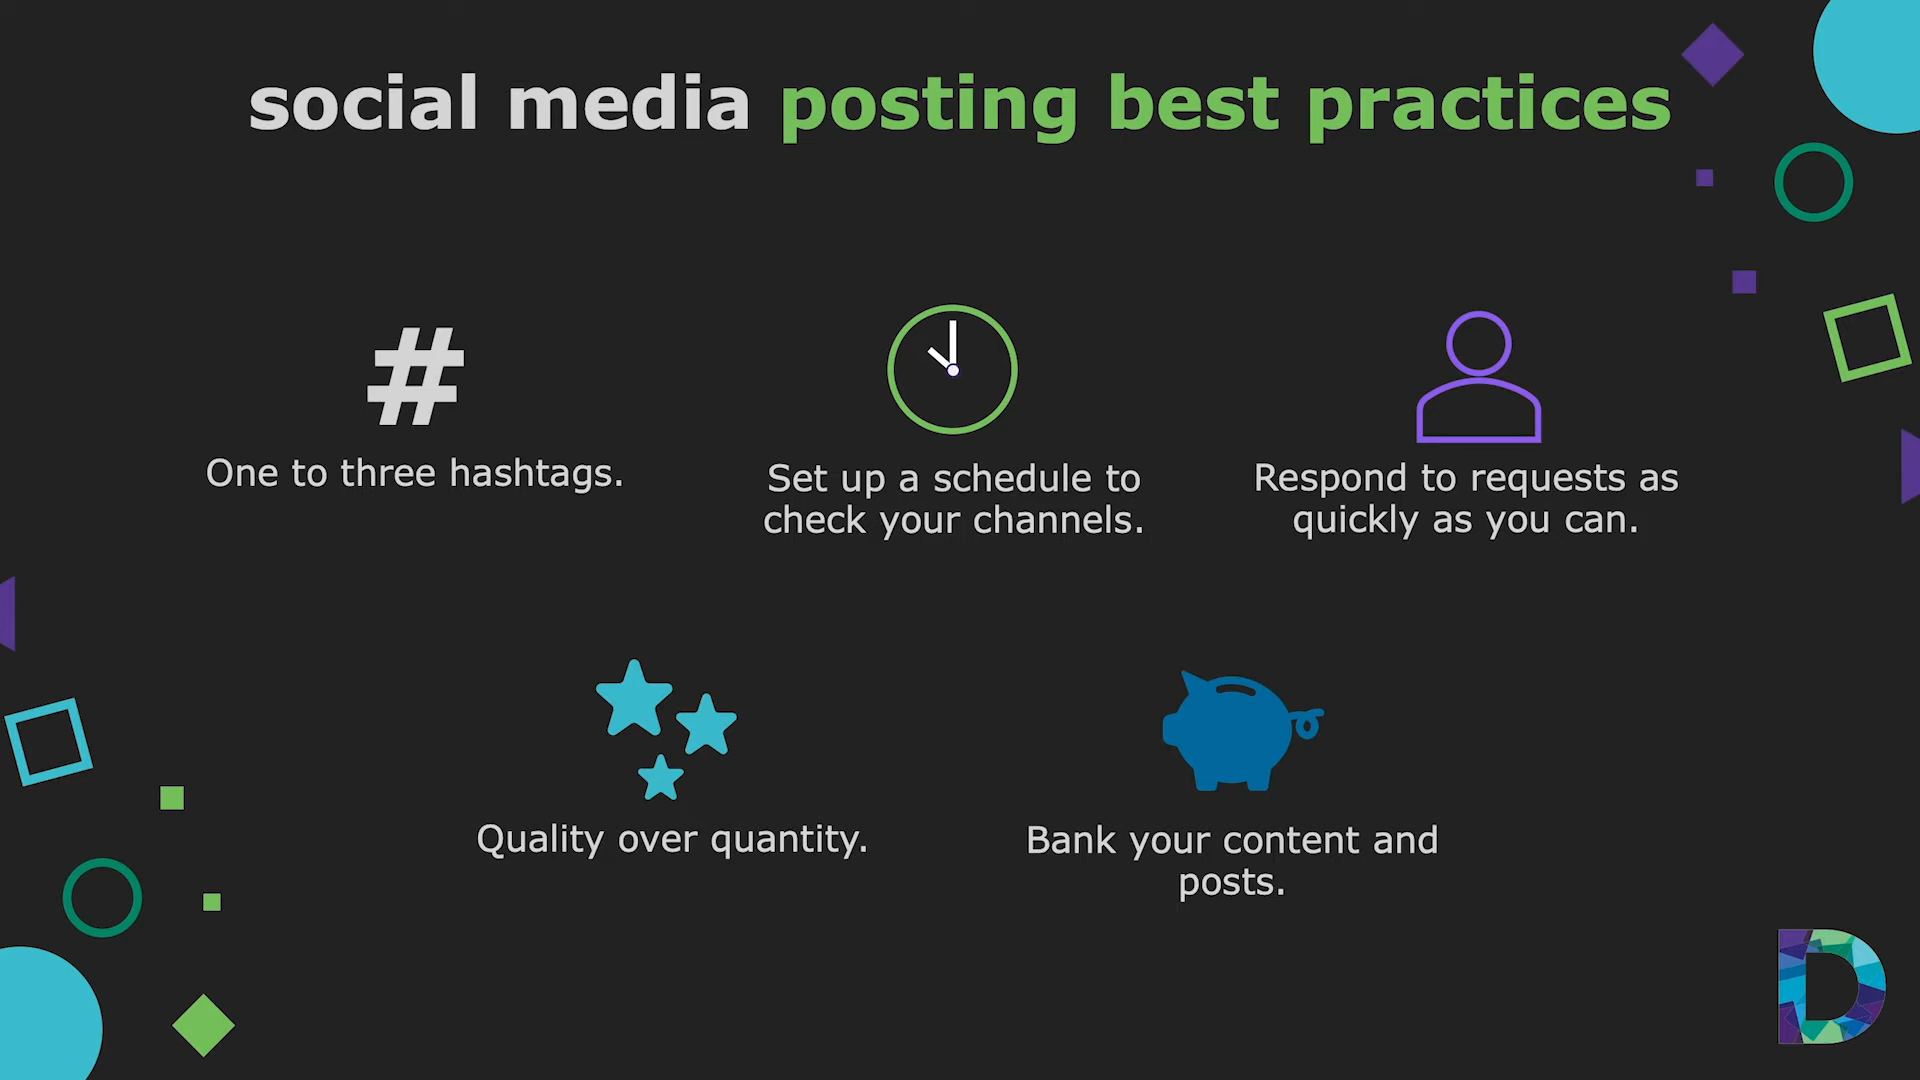 social media posting best practices
#
One to three hashtags.
Set up a schedule to
check your channels.
Respond to requests as
quickly as you can.
Quality over quantity.
Bank your content and
posts.
D